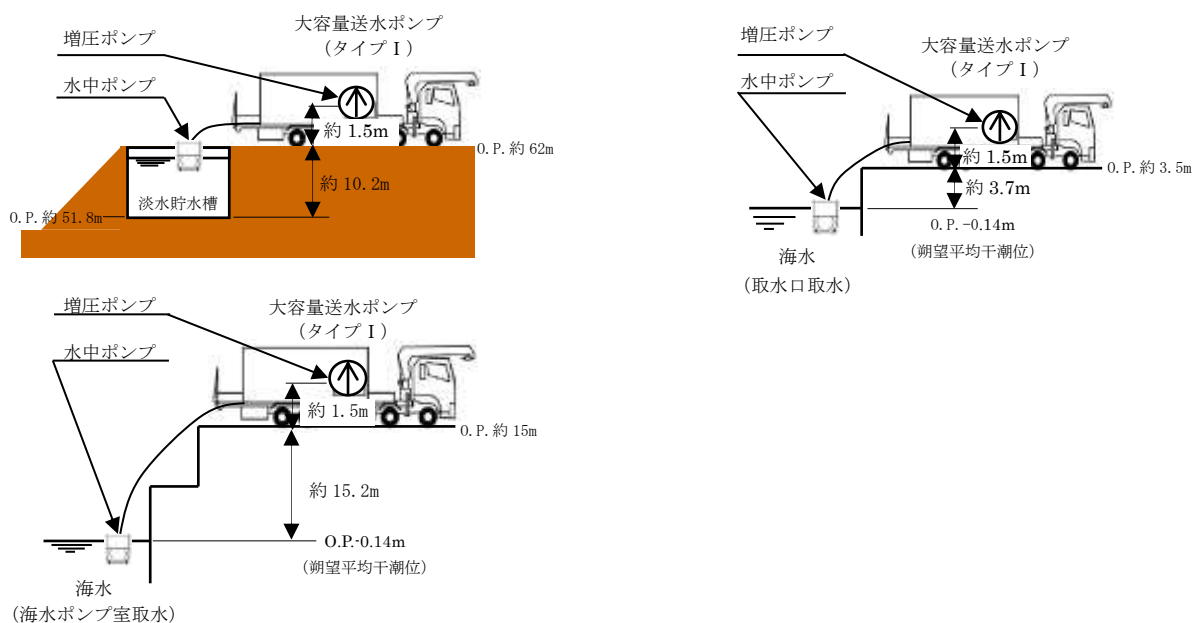 大容量送水ポンプ
(タイプⅠ)
増圧ポンプ
水中ポンプ
約 1.5m
O.P.約 62m
約 10.2m
淡水貯水槽
O.P.約 51.8m
大容量送水ポンプ
(タイプⅠ)
増圧ポンプ
水中ポンプ
約 1.5m
O.P.約 3.5m
約 3.7m
O.P.-0.14m
(朔望平均干潮位)
海水
(取水口取水)
大容量送水ポンプ
(タイプⅠ)
増圧ポンプ
水中ポンプ
約 1.5m
O.P.約 15m
約 15.2m
O.P.-0.14m
(朔望平均干潮位)
海水
(海水ポンプ室取水)